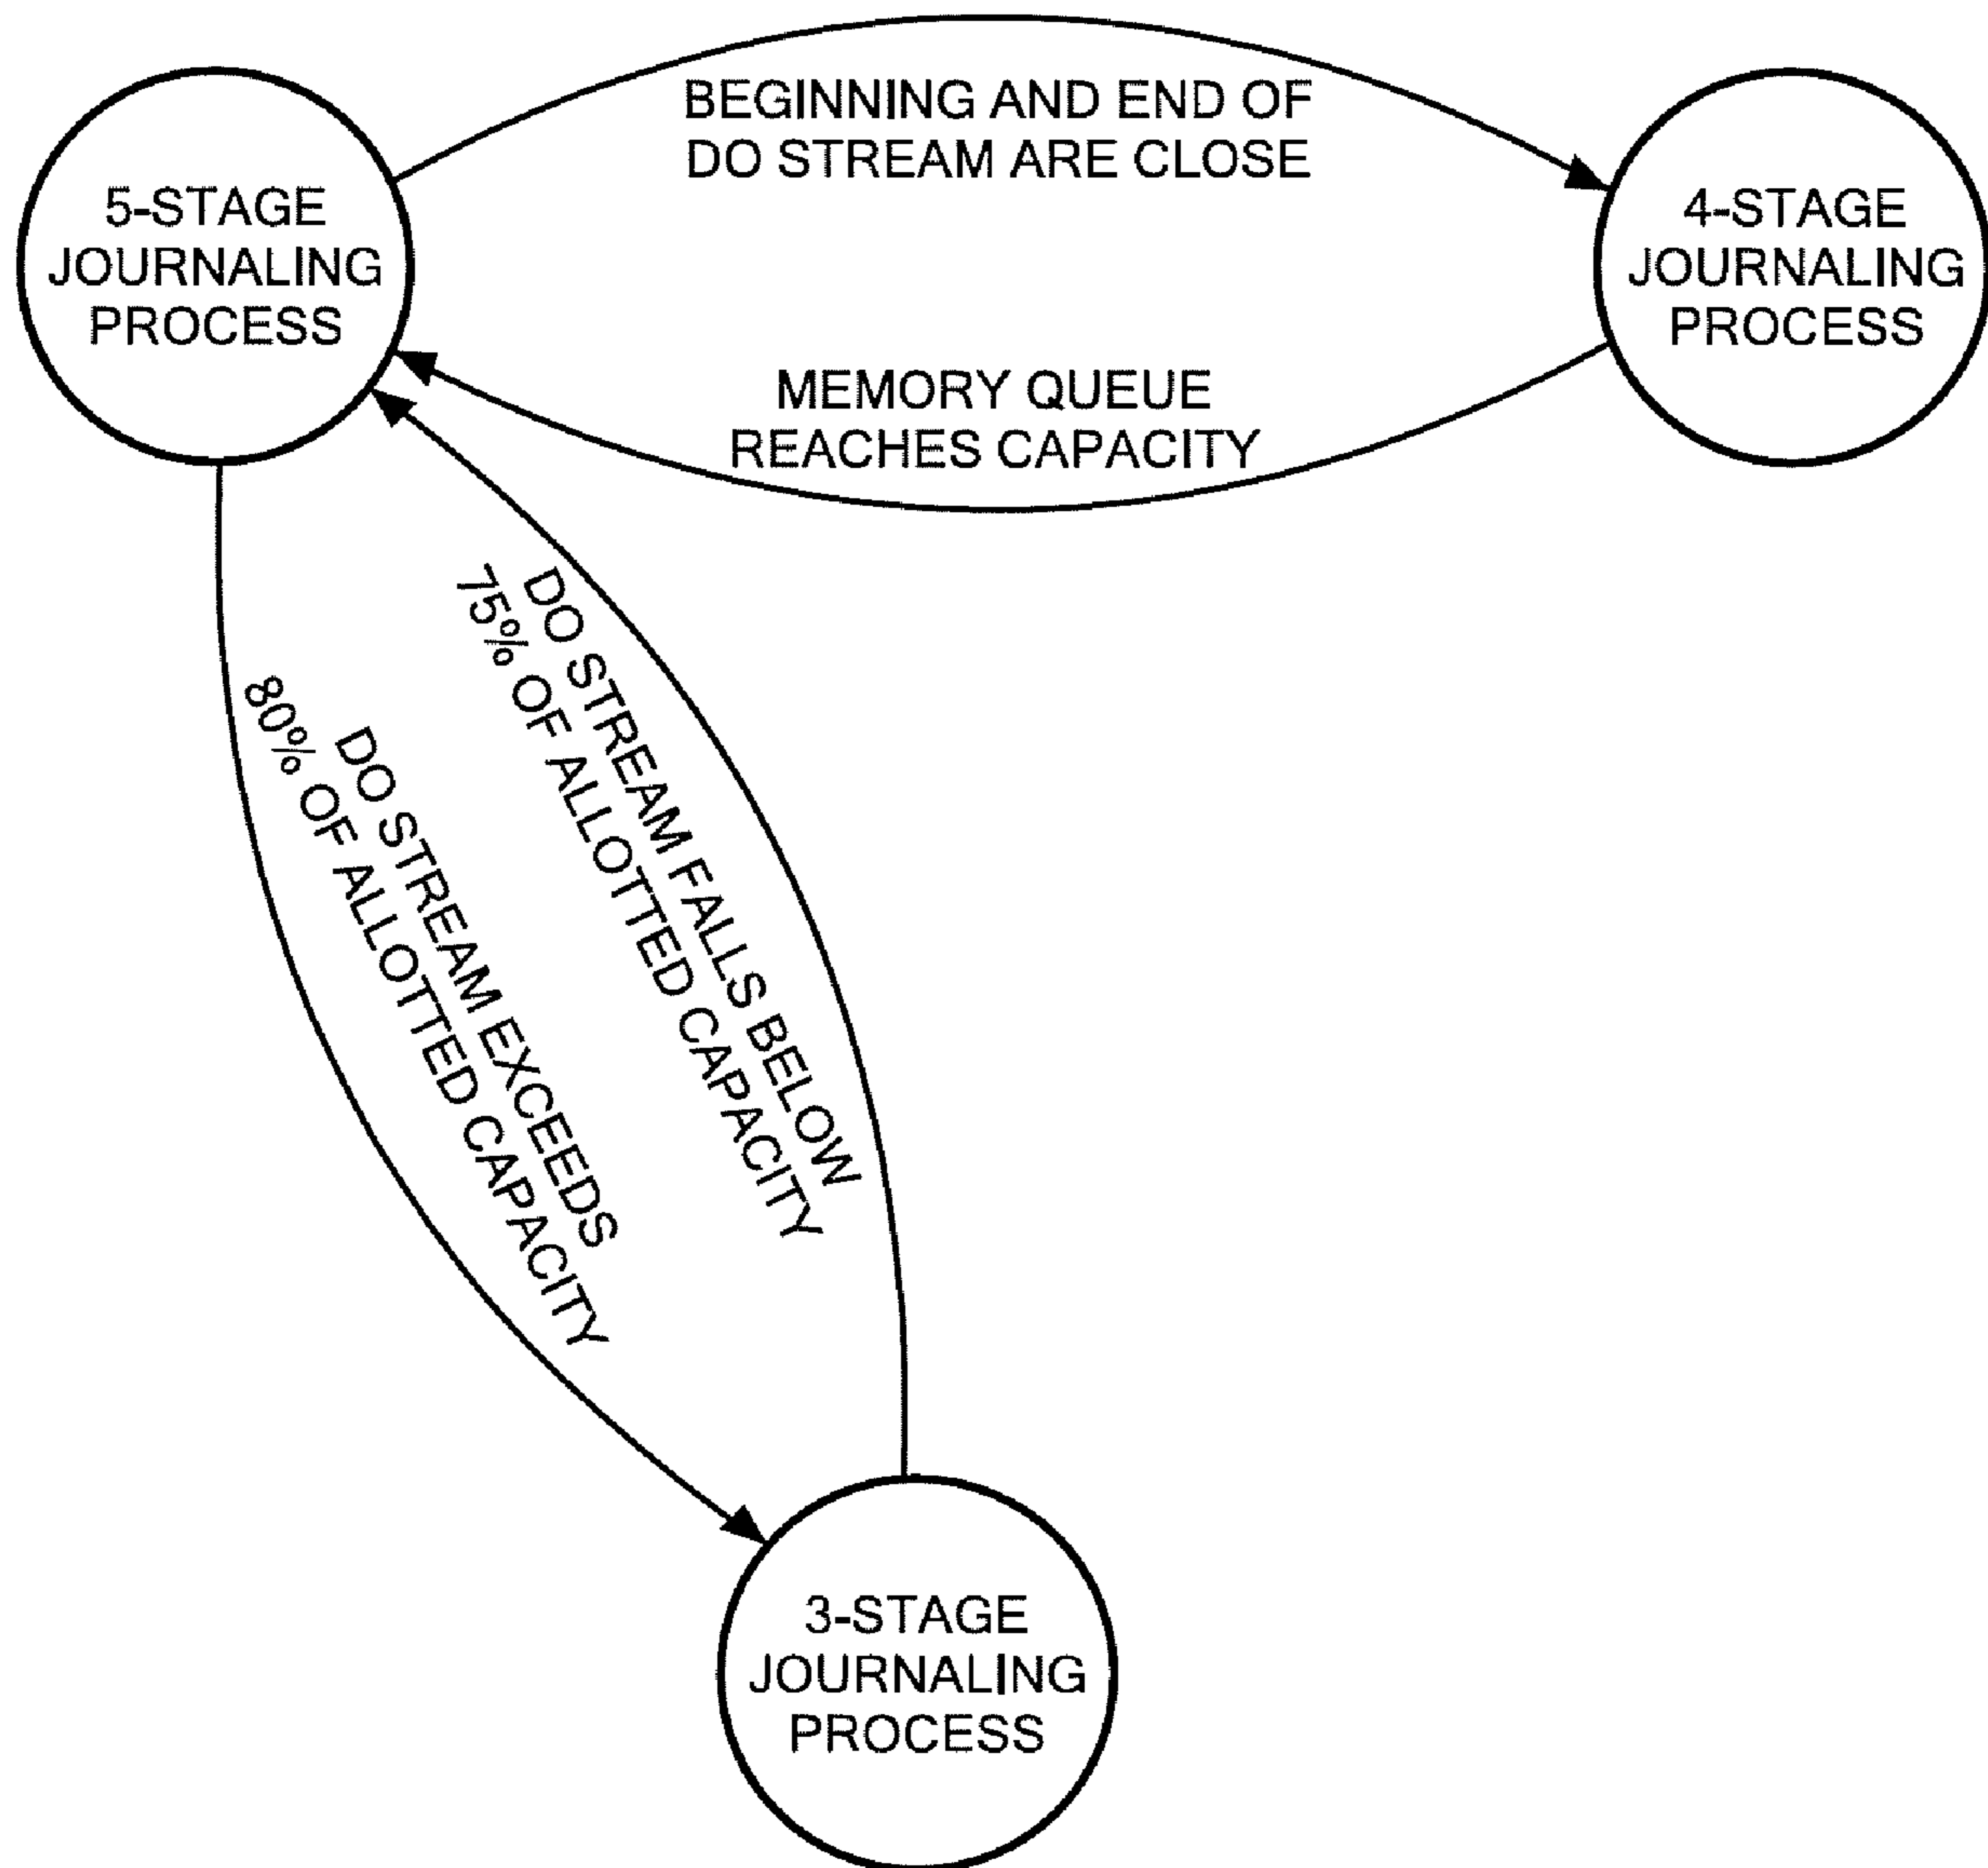 BEGINNING AND END OF
DO STREAM ARE CLOSE
5-STAGE
JOURNALING
PROCESS
4-STAGE
JOURNALING
PROCESS
MEMORY QUEUE
REACHES CAPACITY
DO STREAM FALLS BELOW
75% OF ALLOTTED CAPACITY
DO STREAM EXCEEDS
80% OF ALLOTTED CAPACITY
3-STAGE
JOURNALING
PROCESS